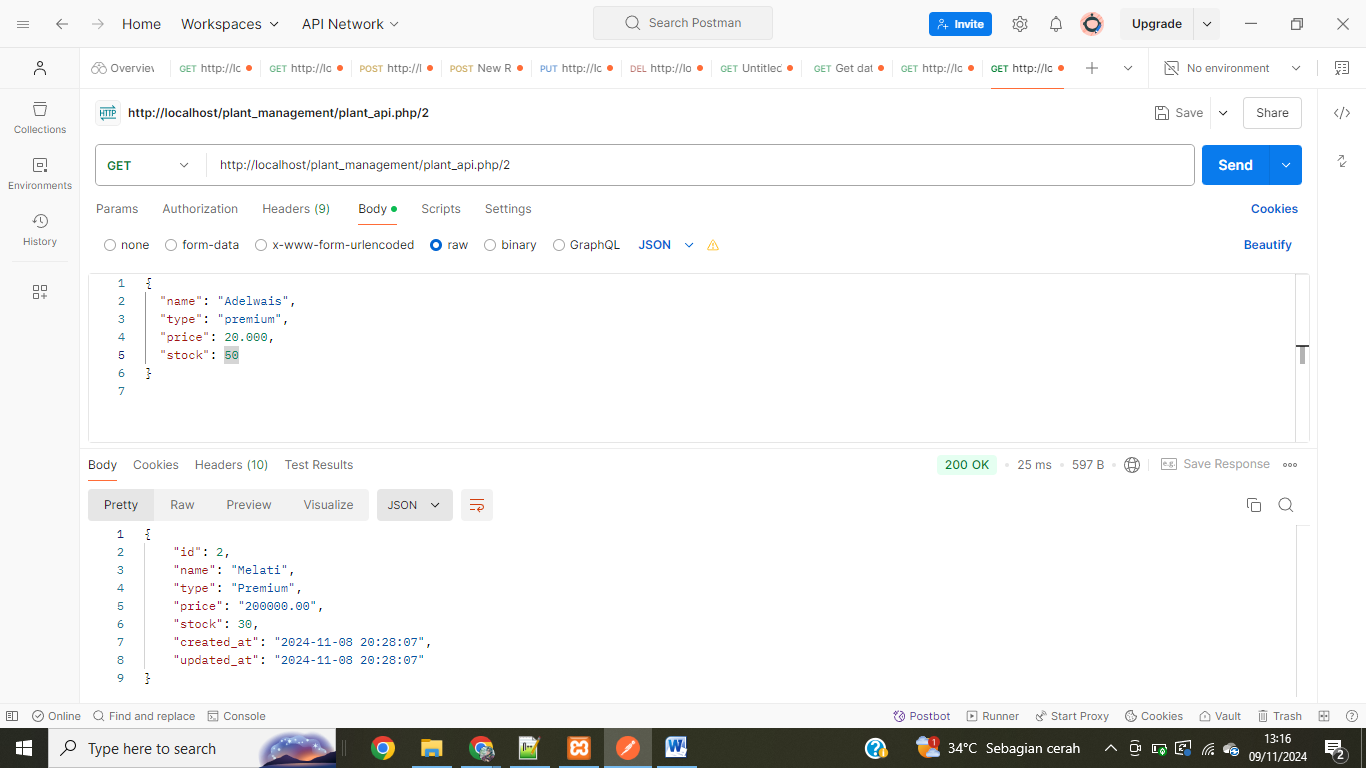 Home Workspaces API Network Search Postman Invite Upgrade
Overview GET http://lc GET http://lc POST http://l POST New R PUT http://lc DEL http://lo GET Untitled GET Get dat GET http://lc GET http://lc No environment
HTTP http://localhost/plant_management/plant_api.php/2 Save Share
Collections
Environments
History
GET http://localhost/plant_management/plant_api.php/2 Send
Params Authorization Headers (9) Body Scripts Settings Cookies
none form-data x-www-form-urlencoded raw binary GraphQL JSON Beautify
1 {
2 "name": "Adelwais",
3 "type": "premium",
4 "price": 20.000,
5 "stock": 50
6 }
7
Body Cookies Headers (10) Test Results 200 OK 25 ms 597 B e.g. Save Response
Pretty Raw Preview Visualize JSON
1 {
2 "id": 2,
3 "name": "Melati",
4 "type": "Premium",
5 "price": "200000.00",
6 "stock": 30,
7 "created_at": "2024-11-08 20:28:07",
8 "updated_at": "2024-11-08 20:28:07"
9 }
Online Find and replace Console Postbot Runner Start Proxy Cookies Vault Trash
Type here to search 1 34°C Sebagian cerah 13:16
09/11/2024 2